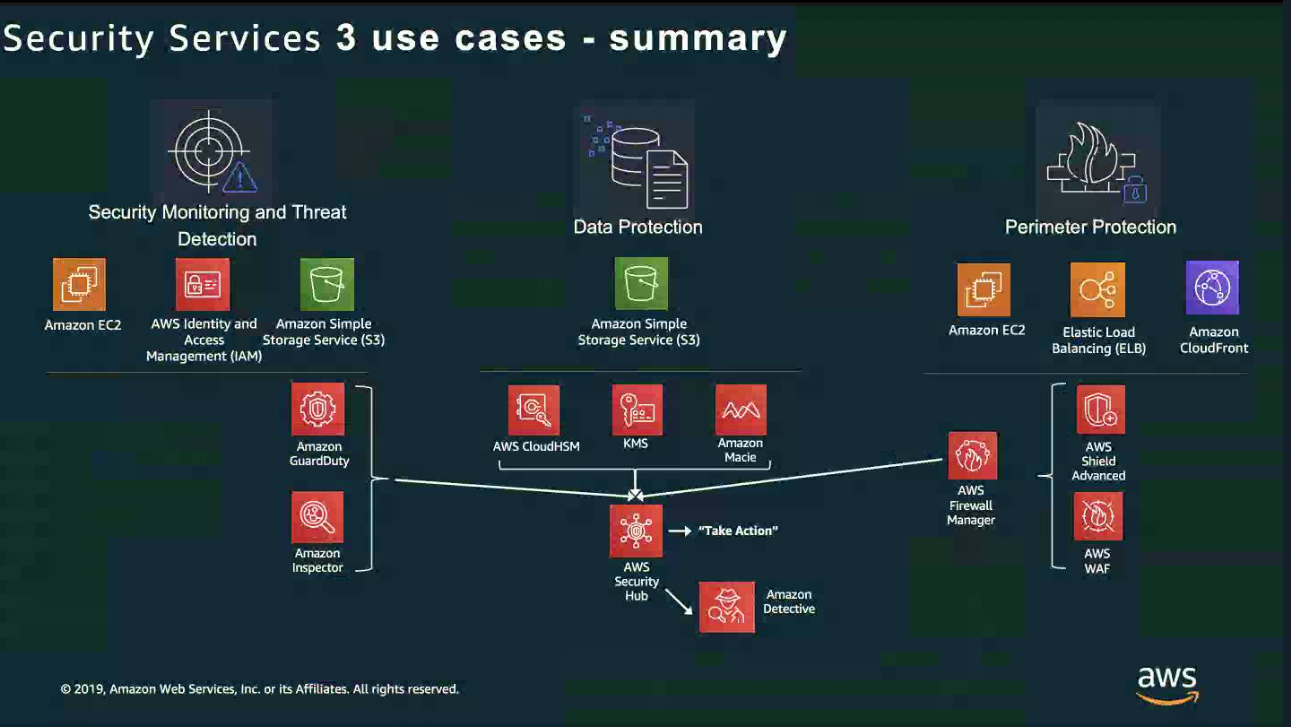 Security Services 3 use cases - summary
Security Monitoring and Threat
Detection
Amazon EC2
AWS Identity and
Access
Management (IAM)
Amazon Simple
Storage Service (S3)
Amazon
GuardDuty
Amazon
Inspector
Data Protection
Amazon Simple
Storage Service (S3)
AWS CloudHSM
KMS
Amazon
Macie
AWS
Security
Hub
“Take Action”
Amazon
Detective
Perimeter Protection
Amazon EC2
Elastic Load
Balancing (ELB)
Amazon
CloudFront
AWS
Firewall
Manager
AWS
Shield
Advanced
AWS
WAF
© 2019, Amazon Web Services, Inc. or its Affiliates. All rights reserved.
aws